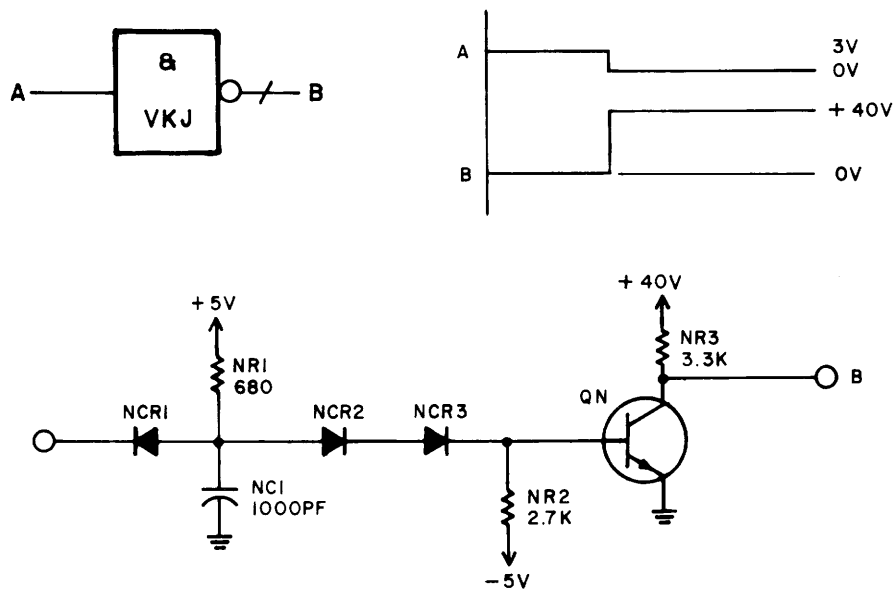 &
A
VKJ
B
A
3V
0V
+ 40V
B
0V
+5V
NR1
680
NCR1
NCR2
NCR3
NC1
1000PF
NR2
2.7K
-5V
+ 40V
NR3
3.3K
QN
B